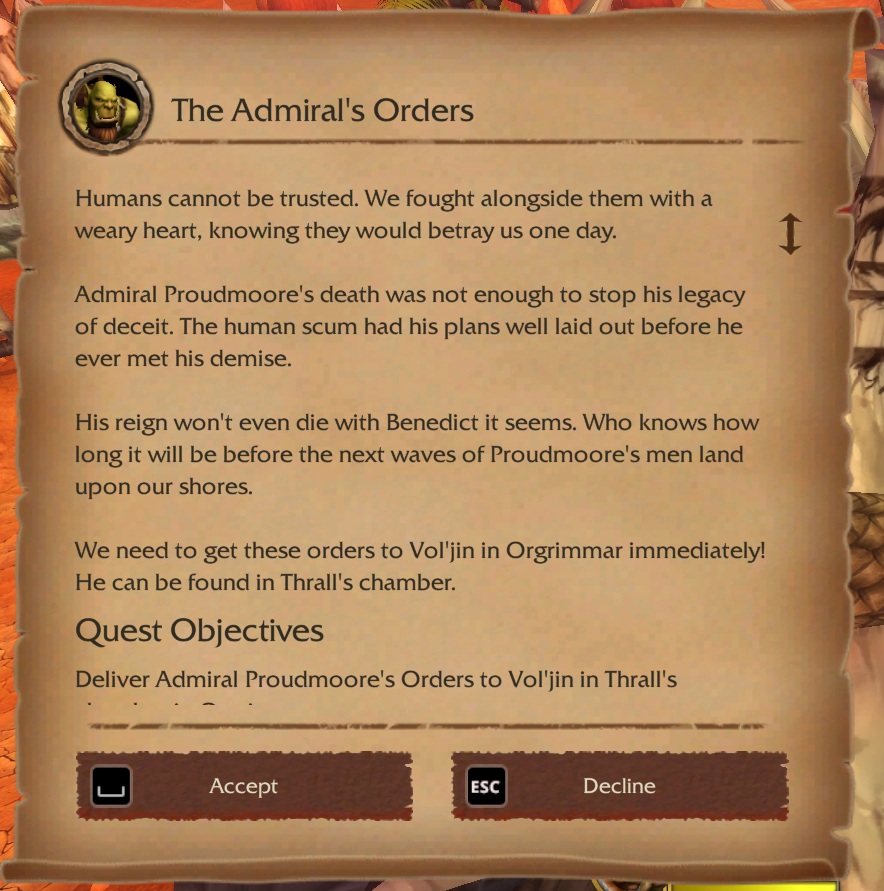 The Admiral's Orders
Humans cannot be trusted. We fought alongside them with a
weary heart, knowing they would betray us one day.
Admiral Proudmoore's death was not enough to stop his legacy
of deceit. The human scum had his plans well laid out before he
ever met his demise.
His reign won't even die with Benedict it seems. Who knows how
long it will be before the next waves of Proudmoore's men land
upon our shores.
We need to get these orders to Vol'jin in Orgrimmar immediately!
He can be found in Thrall's chamber.
Quest Objectives
Deliver Admiral Proudmoore's Orders to Vol'jin in Thrall's
Accept
ESC Decline